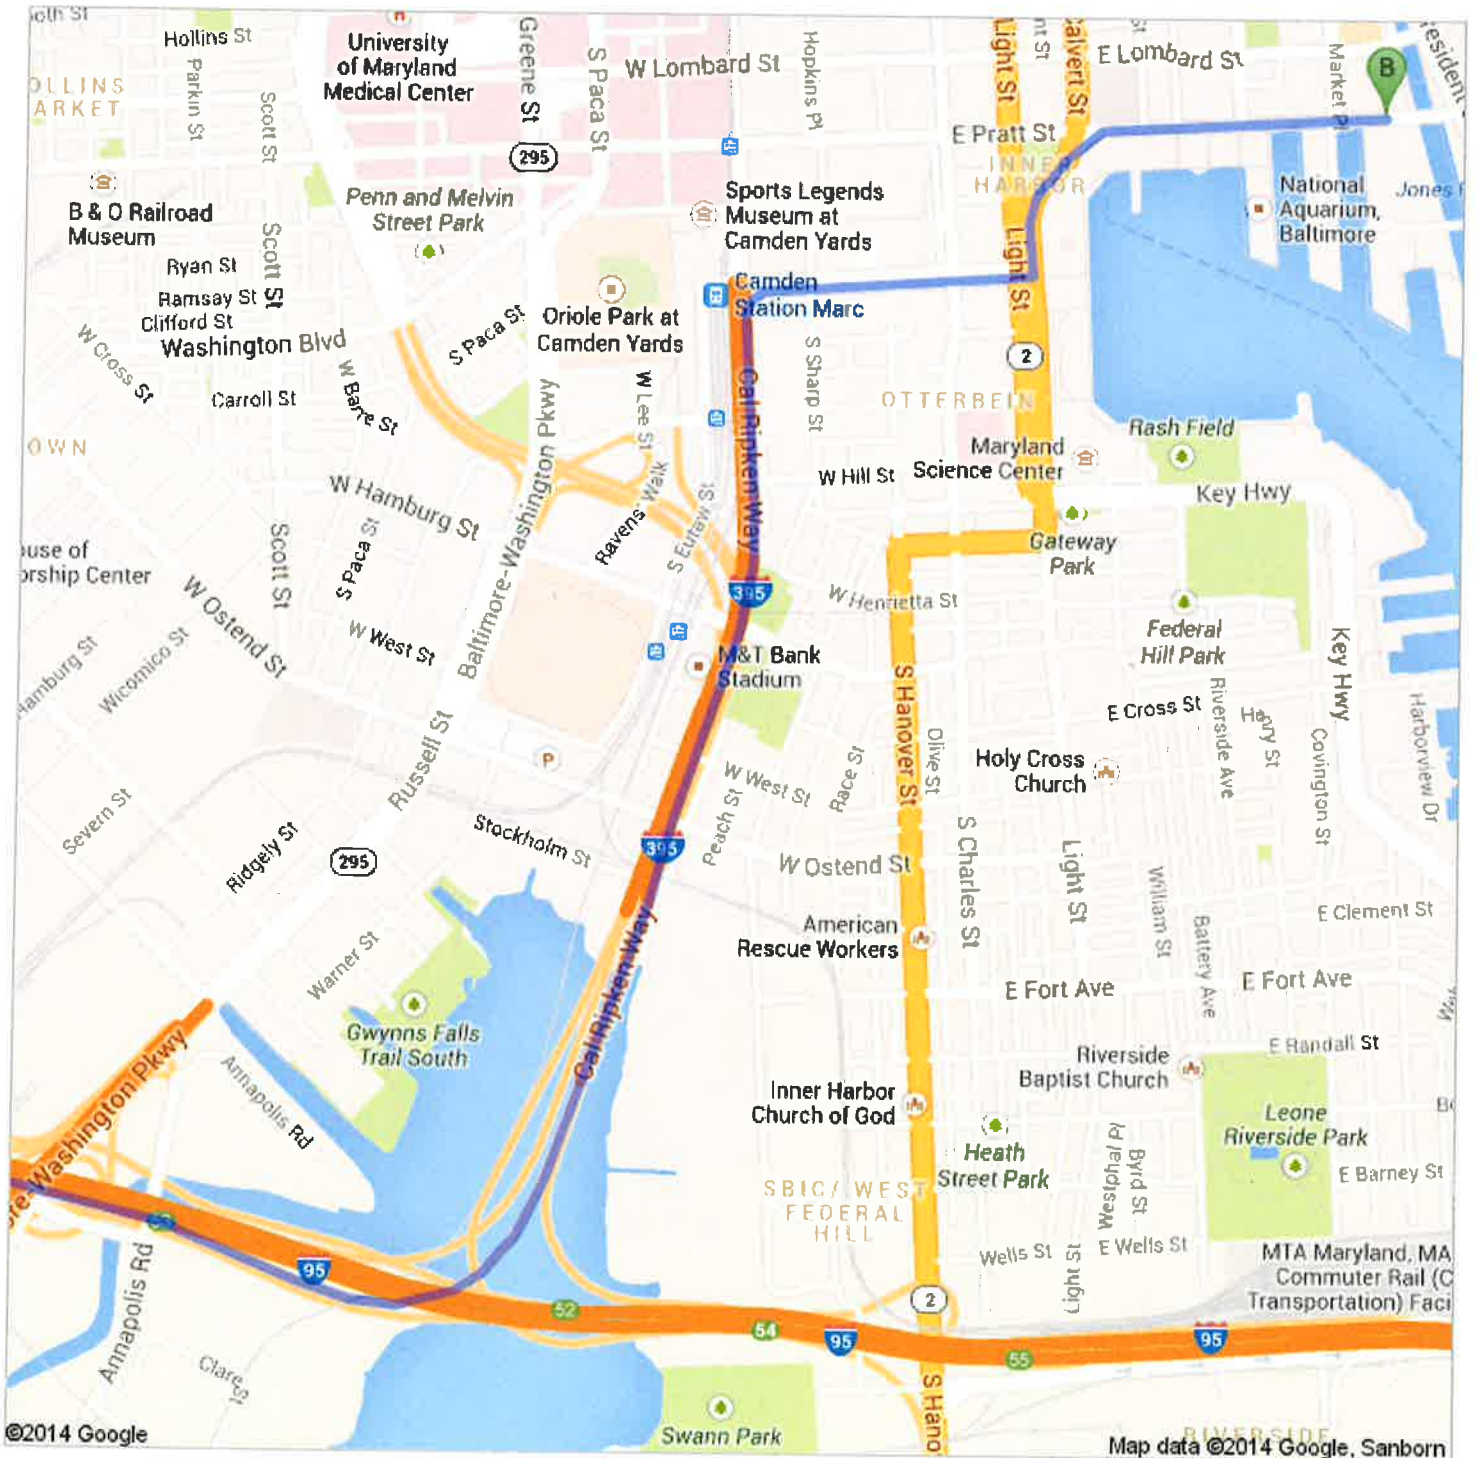 Hollins St
University
of Maryland
Medical Center
Greene St
S Paca St
W Lombard St
Hopkins Pl
Light St
Calvert St
E Lombard St
Market Pl
B
Parkin St
Scott St
295
E Pratt St
INNER
HARBOR
B & O Railroad
Museum
Penn and Melvin
Street Park
Sports Legends
Museum at
Camden Yards
National
Aquarium,
Baltimore
Jones
Ryan St
Scott St
Ramsay St
Clifford St
Washington Blvd
W Cross St
Carroll St
W Barre St
S Paca St
Oriole Park at
Camden Yards
Camden
Station Marc
Light St
2
S Sharp St
W Lee St
Cal Ripken Way
OTTERBEIN
Rash Field
Maryland
Science Center
W Hill St
Key Hwy
OWN
W Hamburg St
Baltimore-Washington Pkwy
Ravens Walk
S Eutaw St
Gateway
Park
Scott St
S Paca St
W Ostend St
W West St
395
W Henrietta St
Federal
Hill Park
Key Hwy
Wicomico St
Hamburg St
M&T Bank
Stadium
S Hanover St
E Cross St
Riverside Ave
Henry St
Covington St
Harborview Dr
Russell St
P
W West St
Race St
Olive St
Holy Cross
Church
Severn St
Ridgely St
295
Stockholm St
395
Peach St
W Ostend St
S Charles St
Light St
William St
Battery Ave
E Clement St
American
Rescue Workers
Warner St
Cal Ripken Way
E Fort Ave
E Fort Ave
Gwynns Falls
Trail South
E Randall St
Riverside
Baptist Church
Annapolis Rd
Inner Harbor
Church of God
Leone
Riverside Park
Heath
Street Park
Westphal Pl
Byrd St
E Barney St
SBIC/ WEST
FEDERAL
HILL
Wells St
Light St
E Wells St
MTA Maryland, MA
Commuter Rail (C
Transportation) Faci
95
52
54
95
2
55
95
Annapolis Rd
Clare St
S Hano
Swann Park
RIVERSIDE
©2014 Google
Map data ©2014 Google, Sanborn